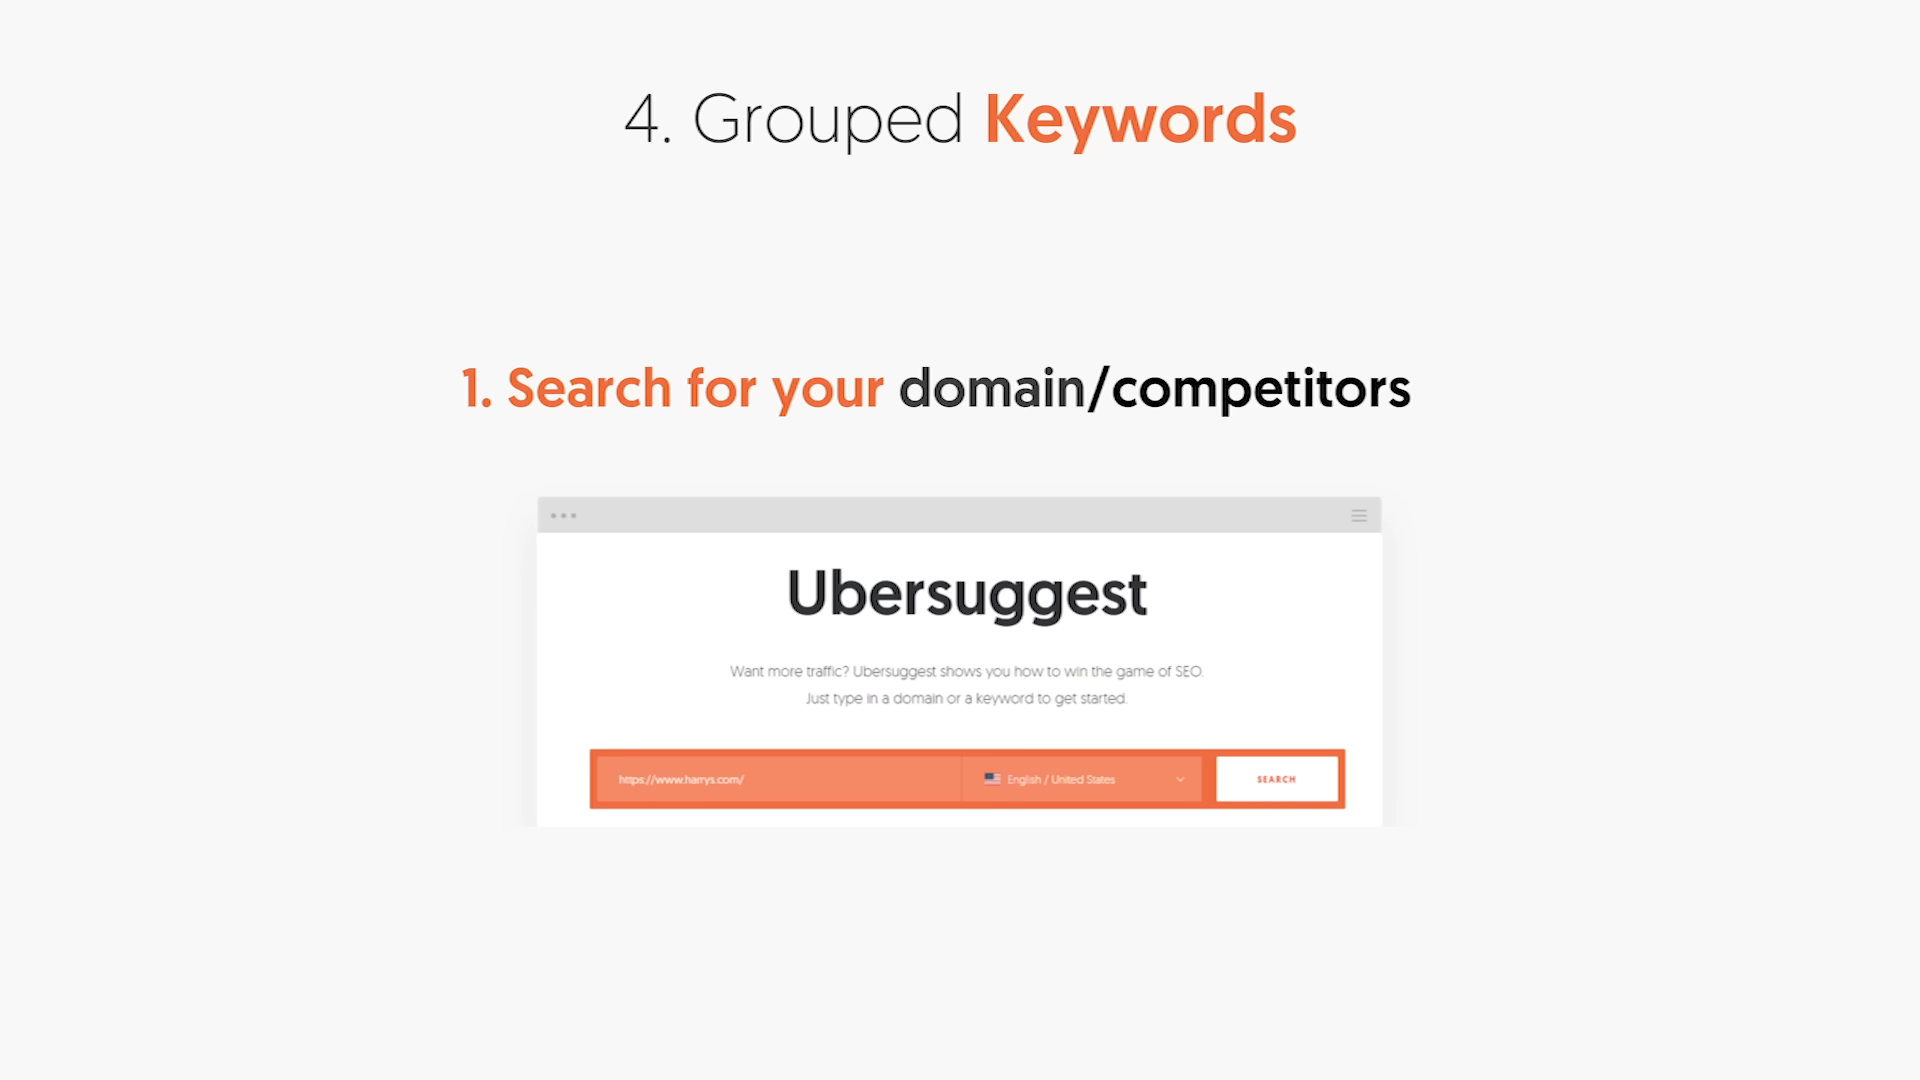 4. Grouped Keywords
1. Search for your domain/competitors
Ubersuggest
Want more traffic? Ubersuggest shows you how to win the game of SEO.
Just type in a domain or a keyword to get started.
https://www.harrys.com/ English / United States SEARCH